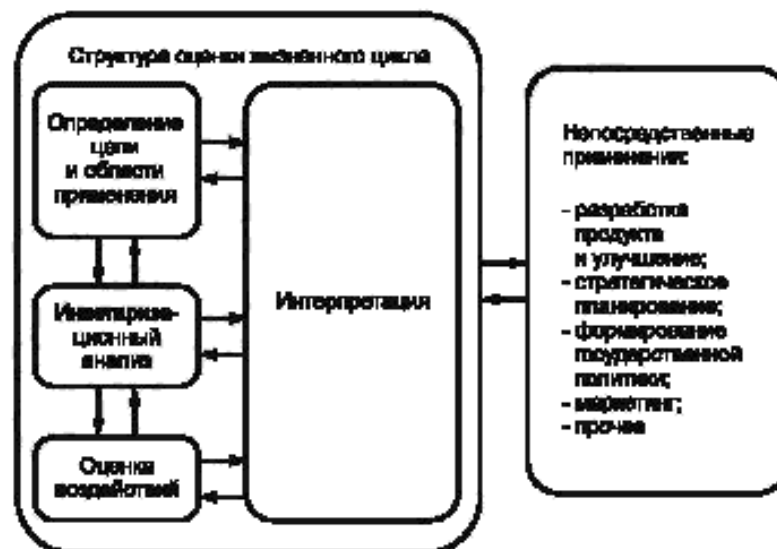 Структура оценки жизненного цикла
Определение
цели
и области
применения
Инвентариза-
ционный
анализ
Оценка
воздействий
Интерпретация
Непосредственные
применения:
- разработка
продукта
и улучшение;
- стратегическое
планирование;
- формирование
государственной
политики;
- маркетинг;
- прочее